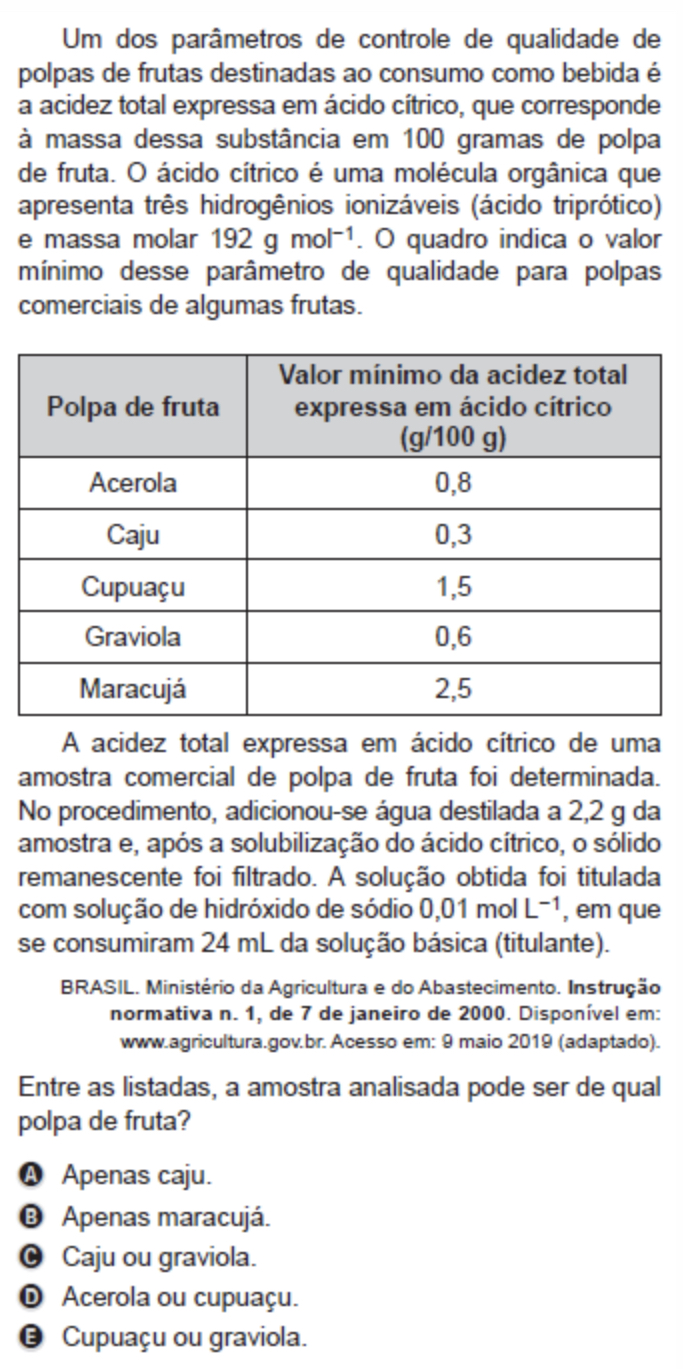 Um dos parâmetros de controle de qualidade de
polpas de frutas destinadas ao consumo como bebida é
a acidez total expressa em ácido cítrico, que corresponde
à massa dessa substância em 100 gramas de polpa
de fruta. O ácido cítrico é uma molécula orgânica que
apresenta três hidrogênios ionizáveis (ácido triprótico)
e massa molar 192 g mol⁻¹. O quadro indica o valor
mínimo desse parâmetro de qualidade para polpas
comerciais de algumas frutas.
Polpa de fruta
Valor mínimo da acidez total
expressa em ácido cítrico
(g/100 g)
Acerola 0,8
Caju 0,3
Cupuaçu 1,5
Graviola 0,6
Maracujá 2,5
A acidez total expressa em ácido cítrico de uma
amostra comercial de polpa de fruta foi determinada.
No procedimento, adicionou-se água destilada a 2,2 g da
amostra e, após a solubilização do ácido cítrico, o sólido
remanescente foi filtrado. A solução obtida foi titulada
com solução de hidróxido de sódio 0,01 mol L⁻¹, em que
se consumiram 24 mL da solução básica (titulante).
BRASIL. Ministério da Agricultura e do Abastecimento. Instrução
normativa n. 1, de 7 de janeiro de 2000. Disponível em:
www.agricultura.gov.br. Acesso em: 9 maio 2019 (adaptado).
Entre as listadas, a amostra analisada pode ser de qual
polpa de fruta?
A Apenas caju.
B Apenas maracujá.
C Caju ou graviola.
D Acerola ou cupuaçu.
E Cupuaçu ou graviola.